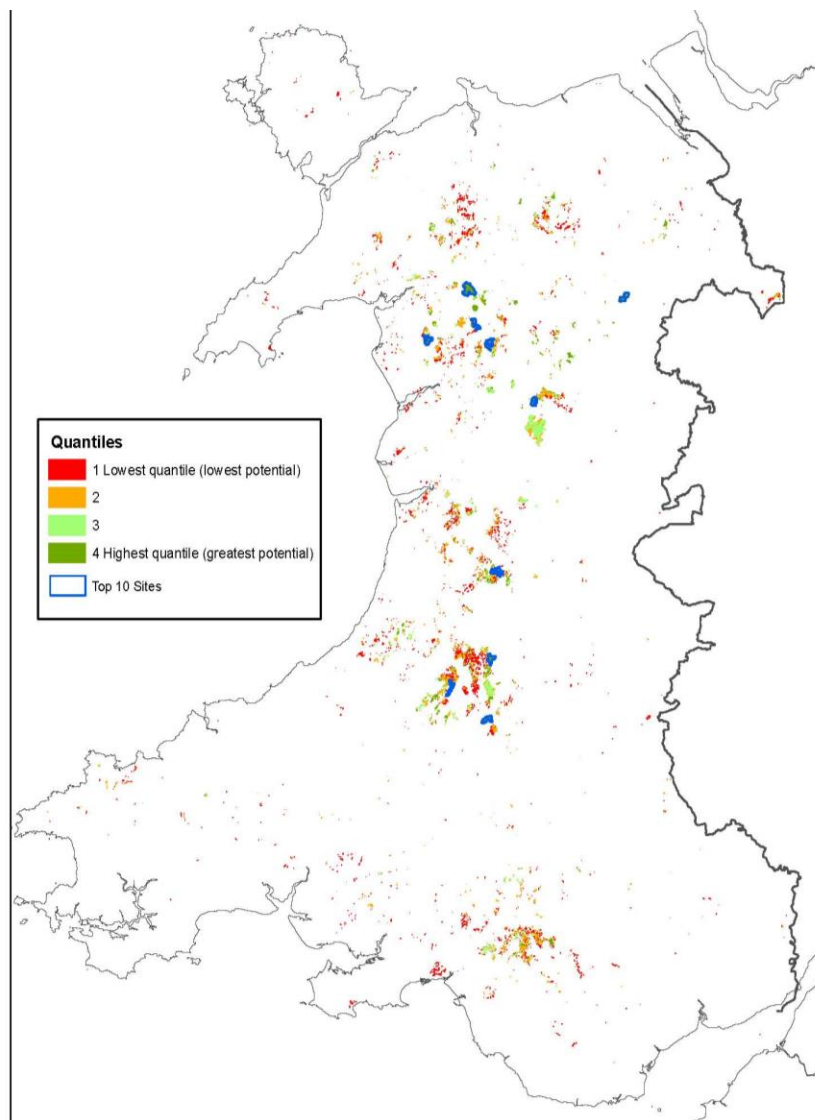 Quantiles
1 Lowest quantile (lowest potential)
2
3
4 Highest quantile (greatest potential)
Top 10 Sites